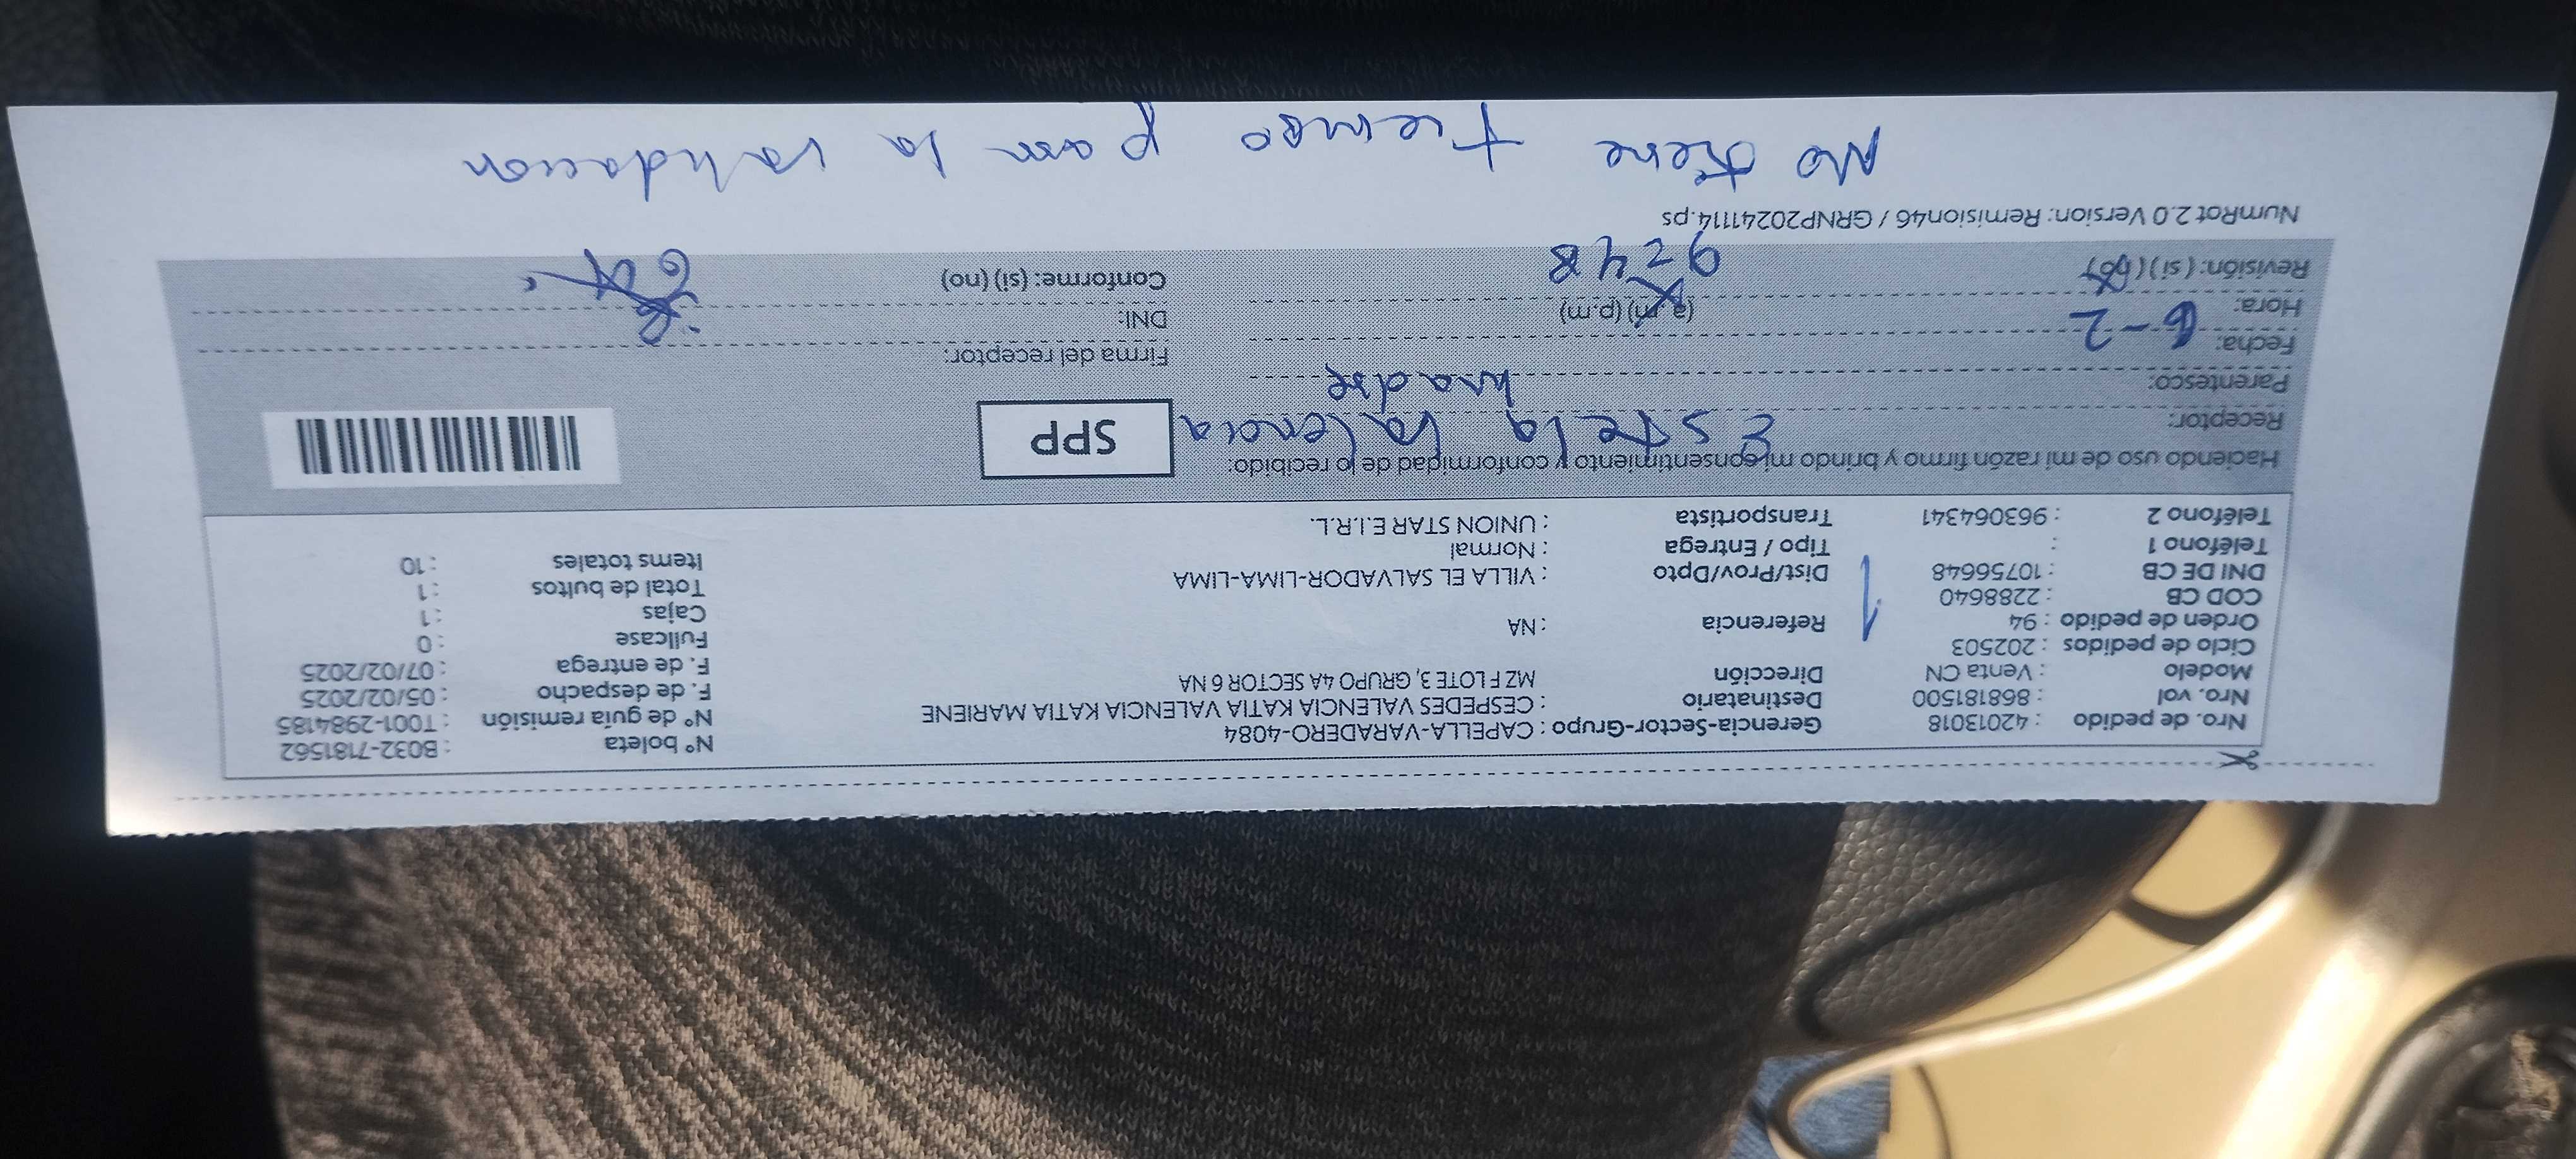 Nro. de pedido : 42013018 Gerencia-Sector-Grupo : CAPELLA-VARADERO-4084 N° boleta : B032-7181562
Nro. vol : 868181500 Destinatario : CESPEDES VALENCIA KATIA VALENCIA KATIA MARIENE N° de guía remisión : T001-2984185
Modelo : Venta CN Dirección MZ F LOTE 3, GRUPO 4A SECTOR 6 NA F. de despacho : 05/02/2025
Ciclo de pedidos : 202503 F. de entrega : 07/02/2025
Orden de pedido : 94 Referencia : NA Fullcase : 0
COD CB : 2288640 Cajas : 1
DNI DE CB : 10756648 1 Dist/Prov/Dpto : VILLA EL SALVADOR-LIMA-LIMA Total de bultos : 1
Teléfono 1 : Tipo / Entrega : Normal Items totales : 10
Teléfono 2 : 963064341 Transportista : UNION STAR E.I.R.L.
Haciendo uso de mi razón firmo y brindo mi consentimiento y conformidad de lo recibido:
Receptor: Estela Valencia SPP
Parentesco: madre
Fecha: 6-2 Firma del receptor:
Hora: (a.m) (p.m) DNI:
Revisión: (si) (no) 9=48 Conforme: (si) (no)
NumRot 2.0 Version: Remision46 / GRNP20241114.ps
No tiene tiempo para la validacion